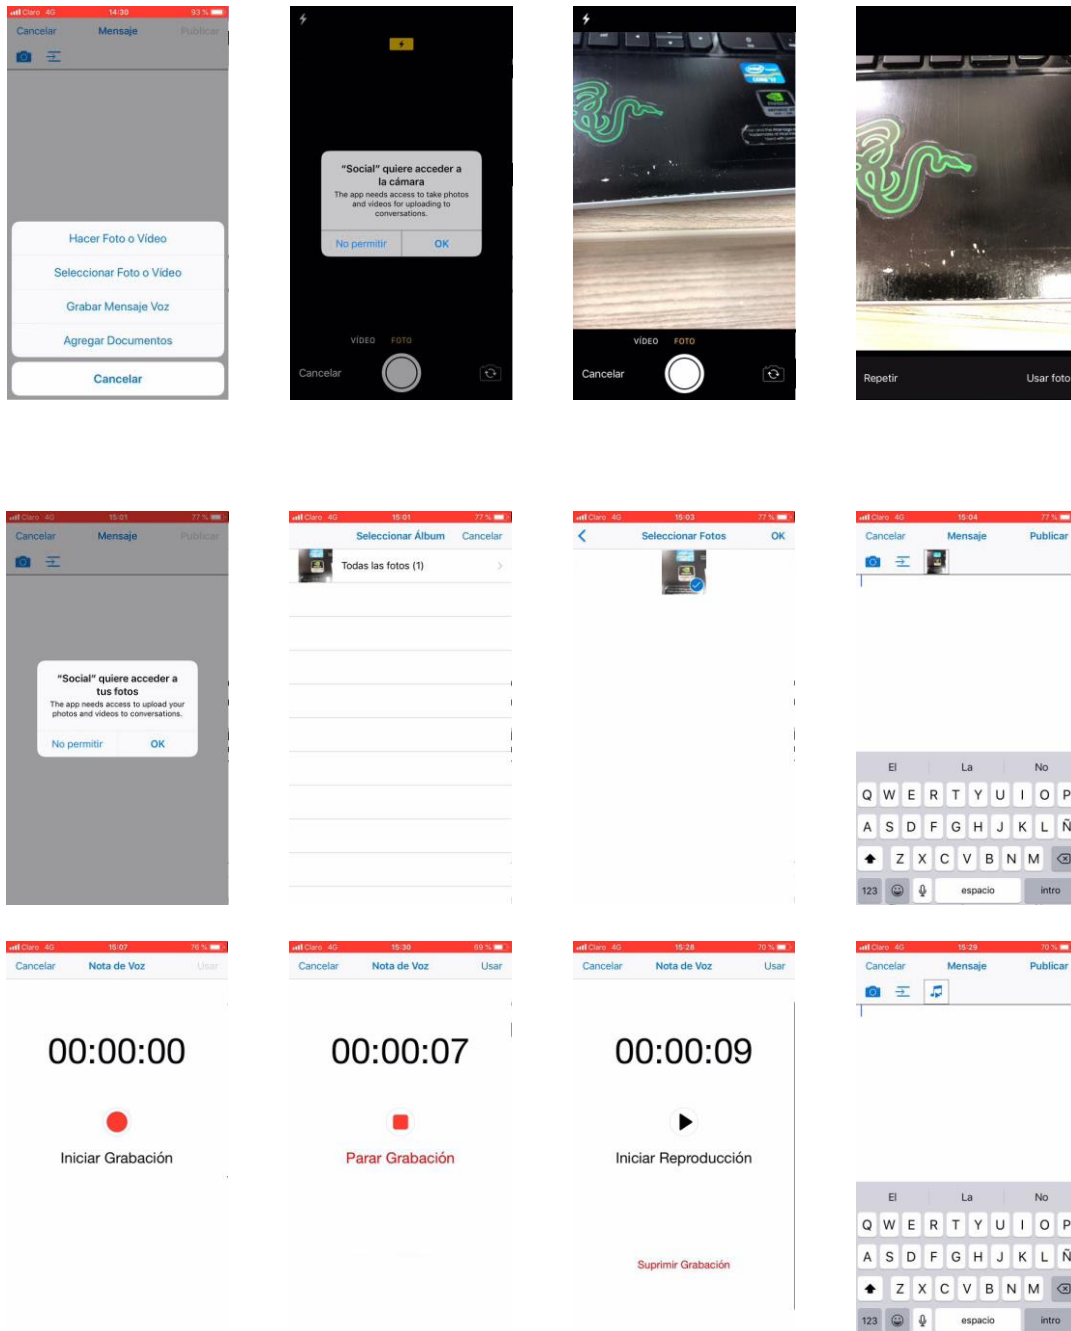 Claro 4G 14:30 93 %
Cancelar Mensaje Publicar
Hacer Foto o Vídeo
Seleccionar Foto o Vídeo
Grabar Mensaje Voz
Agregar Documentos
Cancelar
"Social" quiere acceder a
la cámara
The app needs access to take photos
and videos for uploading to
conversations.
No permitir OK
VÍDEO FOTO
Cancelar
VÍDEO FOTO
Cancelar
Repetir Usar foto
Claro 4G 15:01 77 %
Cancelar Mensaje Publicar
"Social" quiere acceder a
tus fotos
The app needs access to upload your
photos and videos to conversations.
No permitir OK
Claro 4G 15:01 77 %
Seleccionar Álbum Cancelar
Todas las fotos (1)
Claro 4G 15:03 77 %
Seleccionar Fotos OK
Claro 4G 15:04 77 %
Cancelar Mensaje Publicar
El La No
Q W E R T Y U I O P
A S D F G H J K L Ñ
Z X C V B N M
123 espacio intro
Claro 4G 15:07 76 %
Cancelar Nota de Voz Usar
00:00:00
Iniciar Grabación
Claro 4G 15:30 69 %
Cancelar Nota de Voz Usar
00:00:07
Parar Grabación
Claro 4G 15:28 70 %
Cancelar Nota de Voz Usar
00:00:09
Iniciar Reproducción
Suprimir Grabación
Claro 4G 15:29 70 %
Cancelar Mensaje Publicar
El La No
Q W E R T Y U I O P
A S D F G H J K L Ñ
Z X C V B N M
123 espacio intro